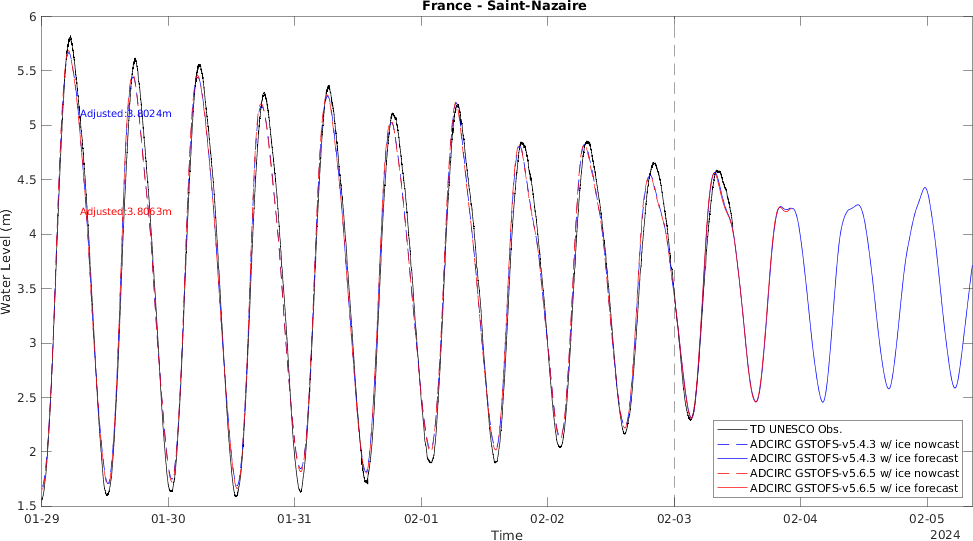 France - Saint-Nazaire
6
5.5
5
4.5
4
3.5
3
2.5
2
1.5
Water Level (m)
Adjusted:3.8024m
Adjusted:3.8063m
TD UNESCO Obs.
ADCIRC GSTOFS-v5.4.3 w/ ice nowcast
ADCIRC GSTOFS-v5.4.3 w/ ice forecast
ADCIRC GSTOFS-v5.6.5 w/ ice nowcast
ADCIRC GSTOFS-v5.6.5 w/ ice forecast
01-29 01-30 01-31 02-01 02-02 02-03 02-04 02-05
Time
2024